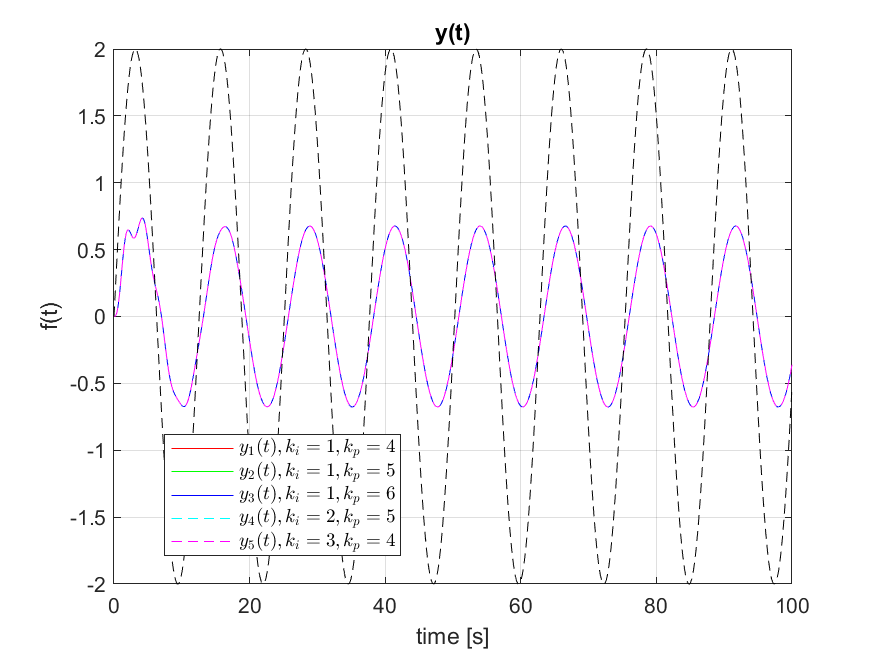 y(t)
2
1.5
1
0.5
0
-0.5
-1
-1.5
-2
f(t)
y₁(t), kᵢ = 1, kₚ = 4
y₂(t), kᵢ = 1, kₚ = 5
y₃(t), kᵢ = 1, kₚ = 6
y₄(t), kᵢ = 2, kₚ = 5
y₅(t), kᵢ = 3, kₚ = 4
0 20 40 60 80 100
time [s]